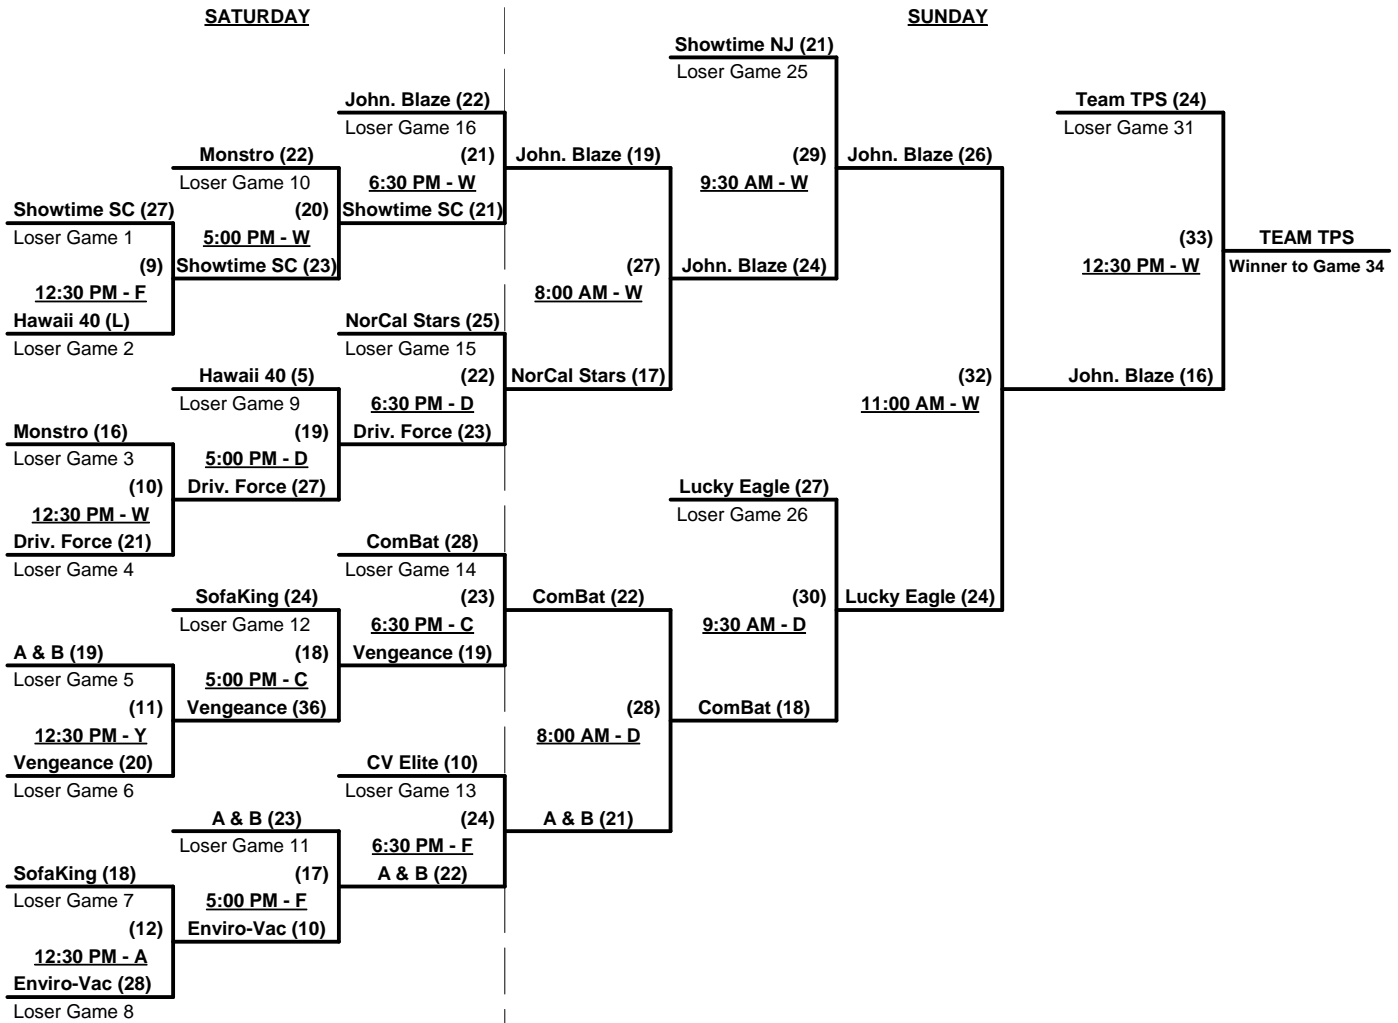 SATURDAY
SUNDAY
Showtime NJ (21)
Loser Game 25
John. Blaze (22)
Team TPS (24)
Loser Game 16
Loser Game 31
Monstro (22)
(21)
John. Blaze (19)
(29)
John. Blaze (26)
Loser Game 10
6:30 PM - W
9:30 AM - W
Showtime SC (27)
(20)
Showtime SC (21)
Loser Game 1
5:00 PM - W
(33)
TEAM TPS
(9)
Showtime SC (23)
(27)
John. Blaze (24)
12:30 PM - W
Winner to Game 34
12:30 PM - F
8:00 AM - W
Hawaii 40 (L)
NorCal Stars (25)
Loser Game 2
Loser Game 15
Hawaii 40 (5)
(22)
NorCal Stars (17)
(32)
John. Blaze (16)
Loser Game 9
6:30 PM - D
11:00 AM - W
Monstro (16)
(19)
Driv. Force (23)
Loser Game 3
5:00 PM - D
(10)
Driv. Force (27)
Lucky Eagle (27)
12:30 PM - W
Loser Game 26
Driv. Force (21)
ComBat (28)
Loser Game 4
Loser Game 14
SofaKing (24)
(23)
ComBat (22)
(30)
Lucky Eagle (24)
Loser Game 12
6:30 PM - C
9:30 AM - D
A & B (19)
(18)
Vengeance (19)
Loser Game 5
5:00 PM - C
(11)
Vengeance (36)
(28)
ComBat (18)
12:30 PM - Y
8:00 AM - D
Vengeance (20)
CV Elite (10)
Loser Game 6
Loser Game 13
A & B (23)
(24)
A & B (21)
Loser Game 11
6:30 PM - F
SofaKing (18)
(17)
A & B (22)
Loser Game 7
5:00 PM - F
(12)
Enviro-Vac (10)
12:30 PM - A
Enviro-Vac (28)
Loser Game 8